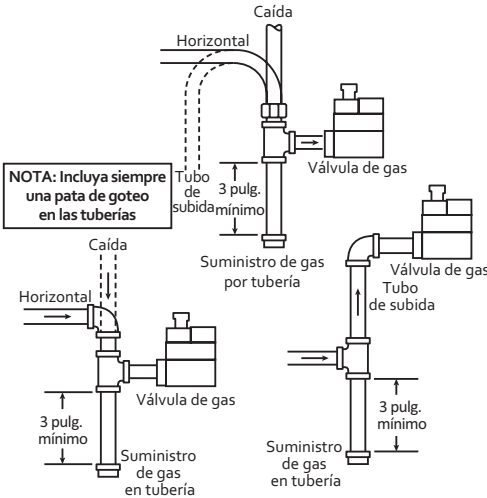 Caída
Horizontal
Válvula de gas
NOTA: Incluya siempre
una pata de goteo
en las tuberías
Tubo
de
subida
3 pulg.
mínimo
Suministro de gas
por tubería
Caída
Horizontal
Válvula de gas
3 pulg.
mínimo
Suministro
de gas
en tubería
Válvula de gas
Tubo
de subida
3 pulg.
mínimo
Suministro
de gas
en tubería